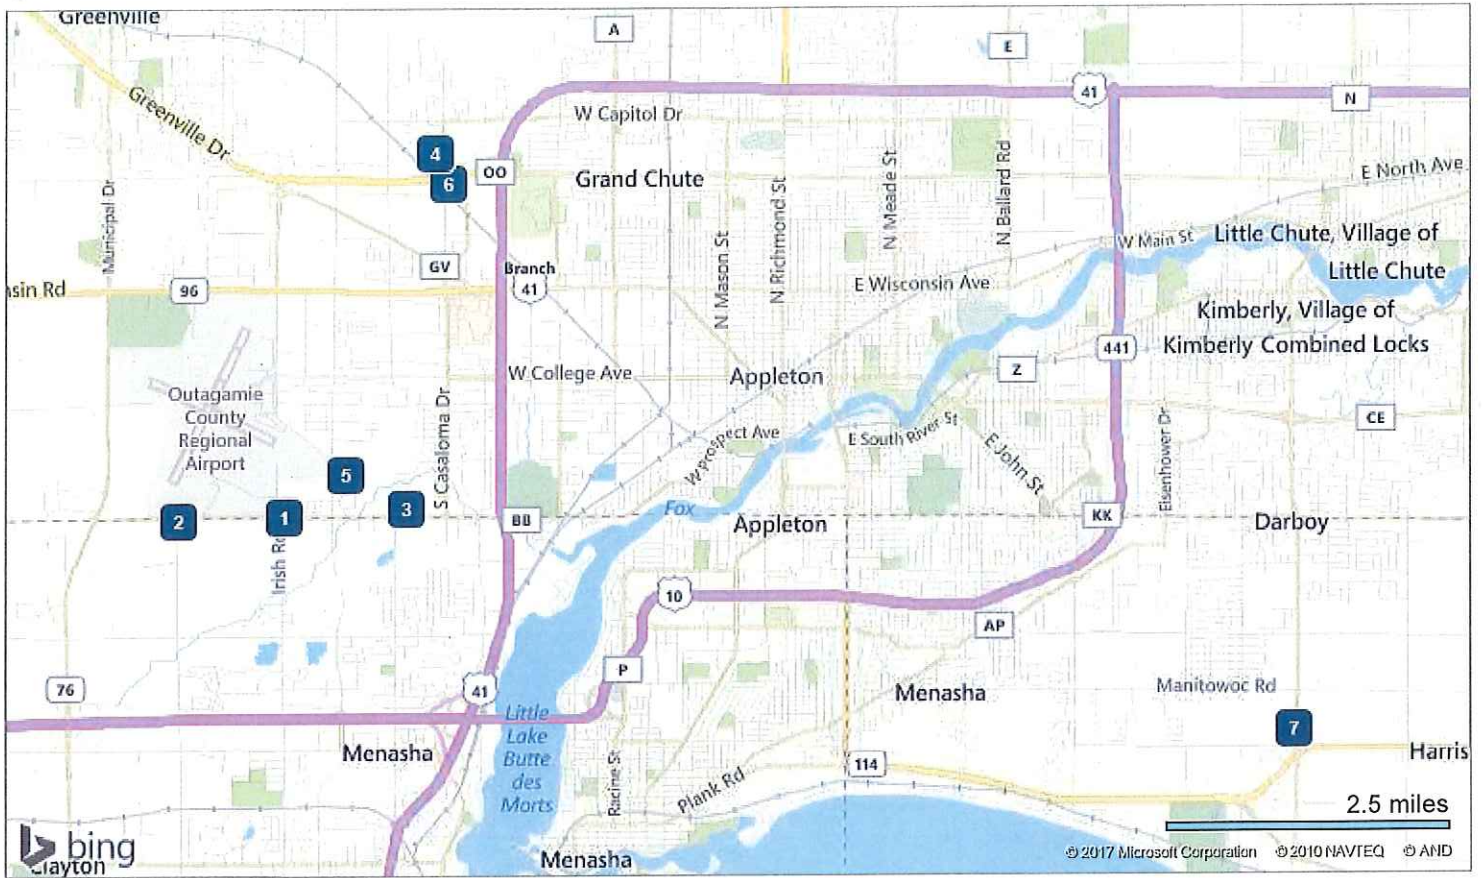 Greenville
A
E
41
N
Greenville Dr
W Capitol Dr
4
OO
6
Grand Chute
E North Ave
Municipal Dr
N Mason St
N Richmond St
N Meade St
N Ballard Rd
W Main St
Little Chute, Village of
Little Chute
GV
Branch
41
nsin Rd
96
E Wisconsin Ave
Kimberly, Village of
441
Kimberly Combined Locks
W College Ave
Appleton
Z
Outagamie
County
Regional
Airport
S Casaloma Dr
W Prospect Ave
E South River St
E John St
Eisenhower Dr
CE
5
2
1
3
BB
Fox
Appleton
KK
Darboy
Irish Rd
10
AP
P
76
41
Menasha
Manitowoc Rd
7
Little
Lake
Butte
des
Morts
Menasha
Harris
Racine St
Plank Rd
114
2.5 miles
bing
Clayton
Menasha
© 2017 Microsoft Corporation © 2010 NAVTEQ © AND